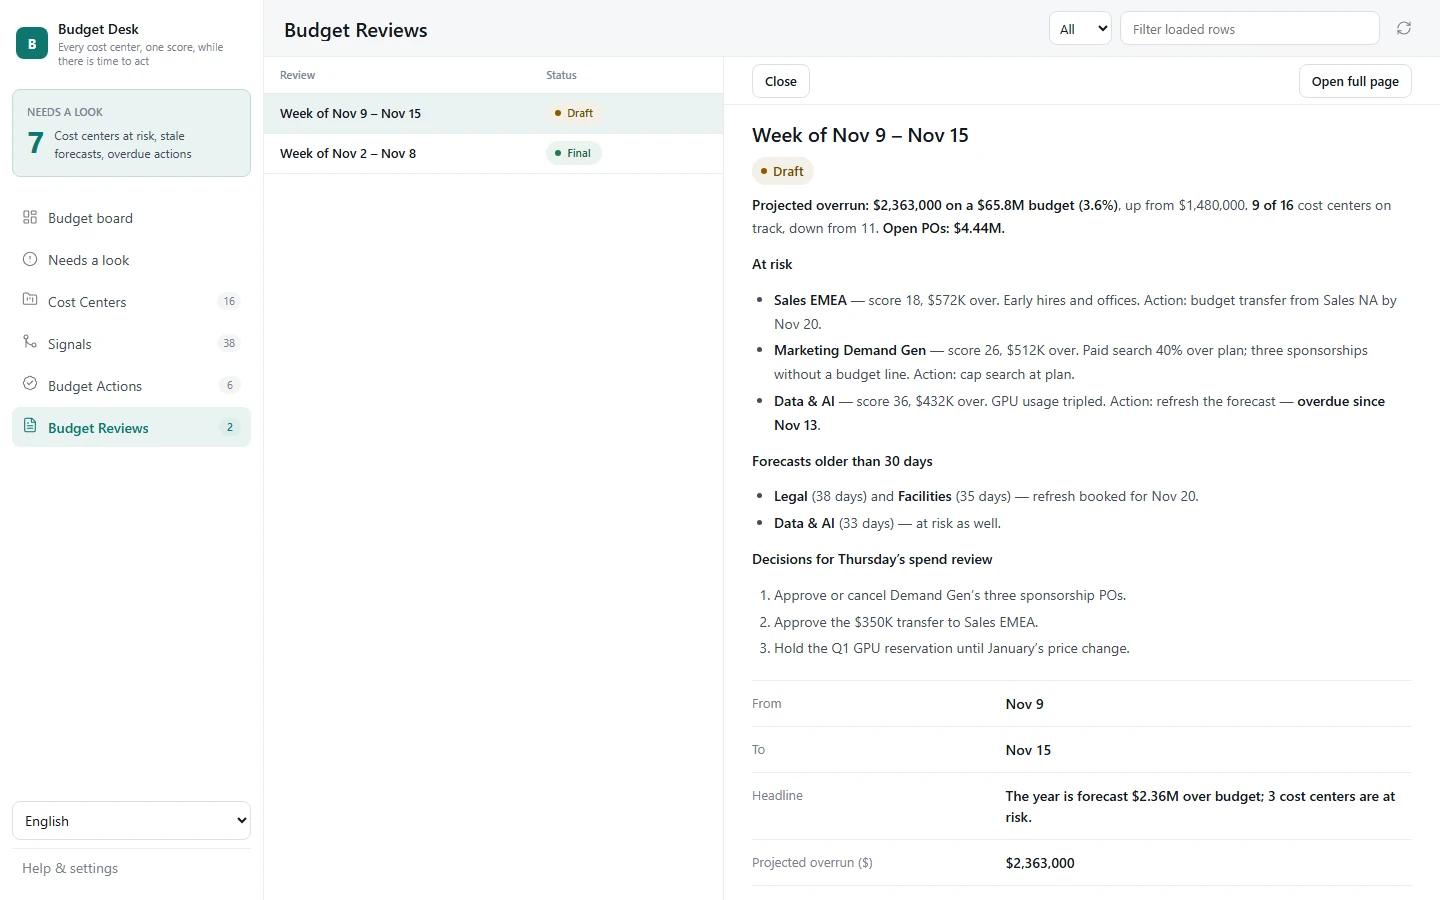 B
Budget Desk
Every cost center, one score, while
there is time to act
NEEDS A LOOK
7
Cost centers at risk, stale
forecasts, overdue actions
Budget board
Needs a look
Cost Centers 16
Signals 38
Budget Actions 6
Budget Reviews 2
English
Help & settings
Budget Reviews
All
Filter loaded rows
Review Status
Week of Nov 9 – Nov 15 Draft
Week of Nov 2 – Nov 8 Final
Close
Open full page
Week of Nov 9 – Nov 15
Draft
Projected overrun: $2,363,000 on a $65.8M budget (3.6%), up from $1,480,000. 9 of 16 cost centers on
track, down from 11. Open POs: $4.44M.
At risk
• Sales EMEA — score 18, $572K over. Early hires and offices. Action: budget transfer from Sales NA by
Nov 20.
• Marketing Demand Gen — score 26, $512K over. Paid search 40% over plan; three sponsorships
without a budget line. Action: cap search at plan.
• Data & AI — score 36, $432K over. GPU usage tripled. Action: refresh the forecast — overdue since
Nov 13.
Forecasts older than 30 days
• Legal (38 days) and Facilities (35 days) — refresh booked for Nov 20.
• Data & AI (33 days) — at risk as well.
Decisions for Thursday’s spend review
1. Approve or cancel Demand Gen’s three sponsorship POs.
2. Approve the $350K transfer to Sales EMEA.
3. Hold the Q1 GPU reservation until January’s price change.
From Nov 9
To Nov 15
Headline The year is forecast $2.36M over budget; 3 cost centers are at
risk.
Projected overrun ($) $2,363,000